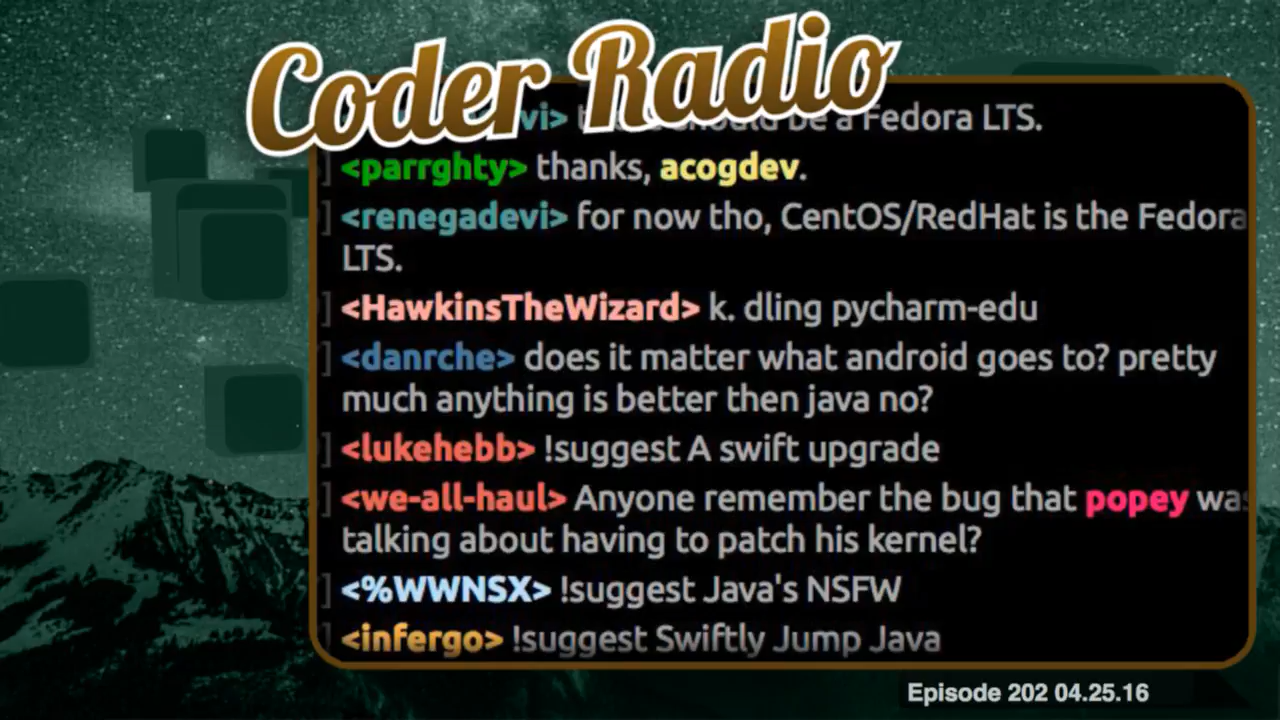 Coder Radio
vi> should be a Fedora LTS.
<parrghty> thanks, acogdev.
<renegadevi> for now tho, CentOS/RedHat is the Fedora
LTS.
<HawkinsTheWizard> k. dling pycharm-edu
<danrche> does it matter what android goes to? pretty
much anything is better then java no?
<lukehebb> !suggest A swift upgrade
<we-all-haul> Anyone remember the bug that popey was
talking about having to patch his kernel?
<%WWNSX> !suggest Java's NSFW
<infergo> !suggest Swiftly Jump Java
Episode 202 04.25.16